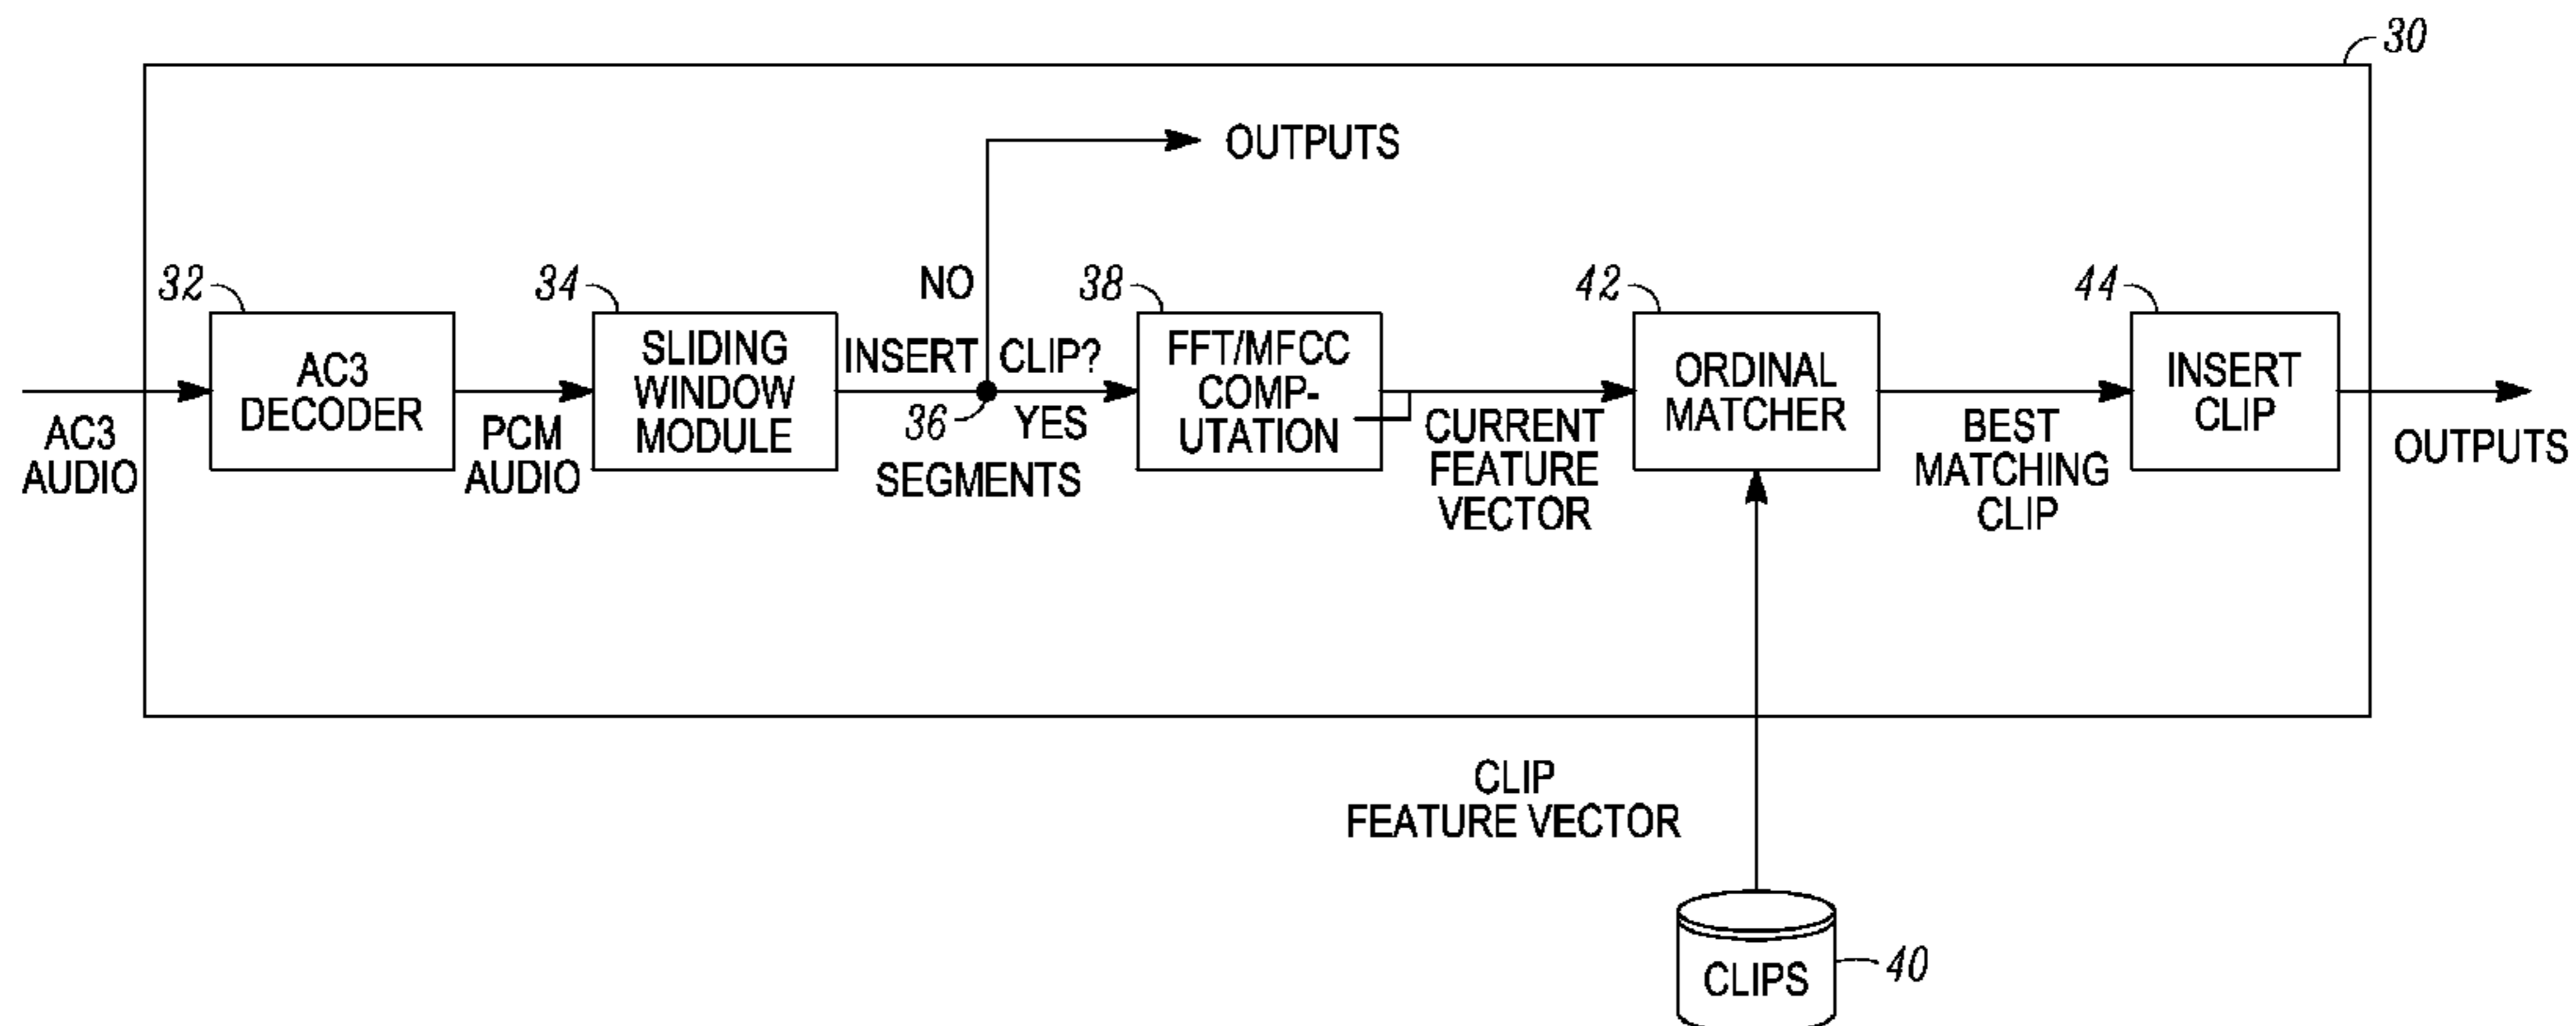 30
OUTPUTS
NO
32
34
38
42
44
AC3
DECODER
SLIDING
WINDOW
MODULE
INSERT CLIP?
36
YES
SEGMENTS
FFT/MFCC
COMP-
UTATION
ORDINAL
MATCHER
INSERT
CLIP
AC3
AUDIO
PCM
AUDIO
CURRENT
FEATURE
VECTOR
BEST
MATCHING
CLIP
OUTPUTS
CLIP
FEATURE VECTOR
CLIPS
40